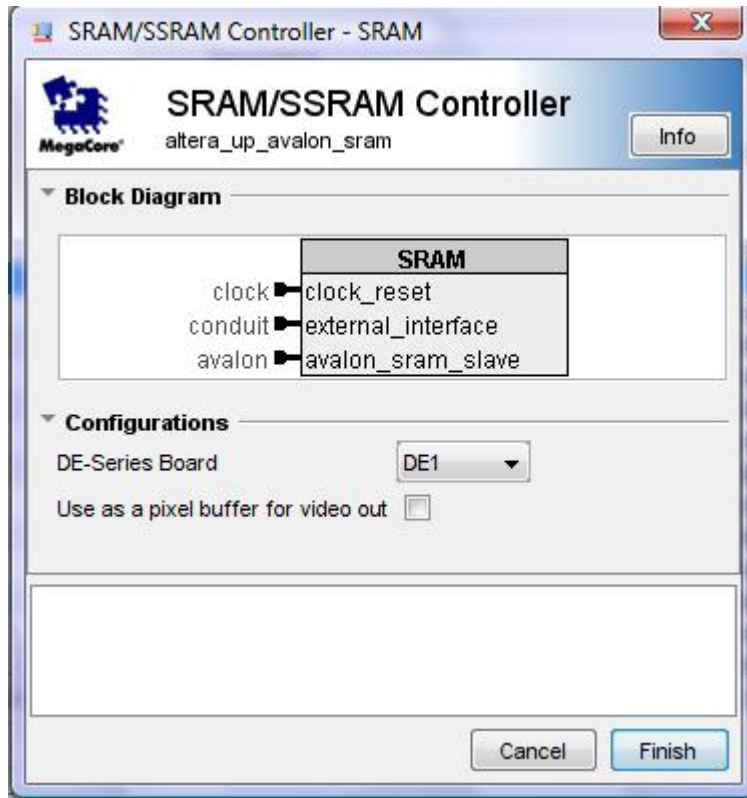 SRAM/SSRAM Controller - SRAM
SRAM/SSRAM Controller
MegaCore®
altera_up_avalon_sram
Info
Block Diagram
SRAM
clock clock_reset
conduit external_interface
avalon avalon_sram_slave
Configurations
DE-Series Board DE1
Use as a pixel buffer for video out
Cancel Finish